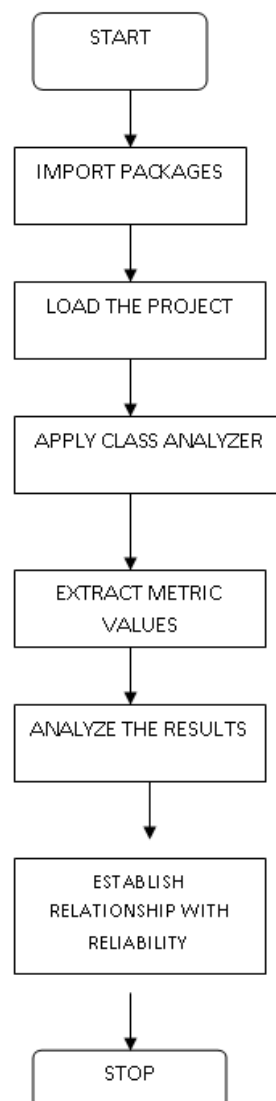 START
IMPORT PACKAGES
LOAD THE PROJECT
APPLY CLASS ANALYZER
EXTRACT METRIC
VALUES
ANALYZE THE RESULTS
ESTABLISH
RELATIONSHIP WITH
RELIABILITY
STOP